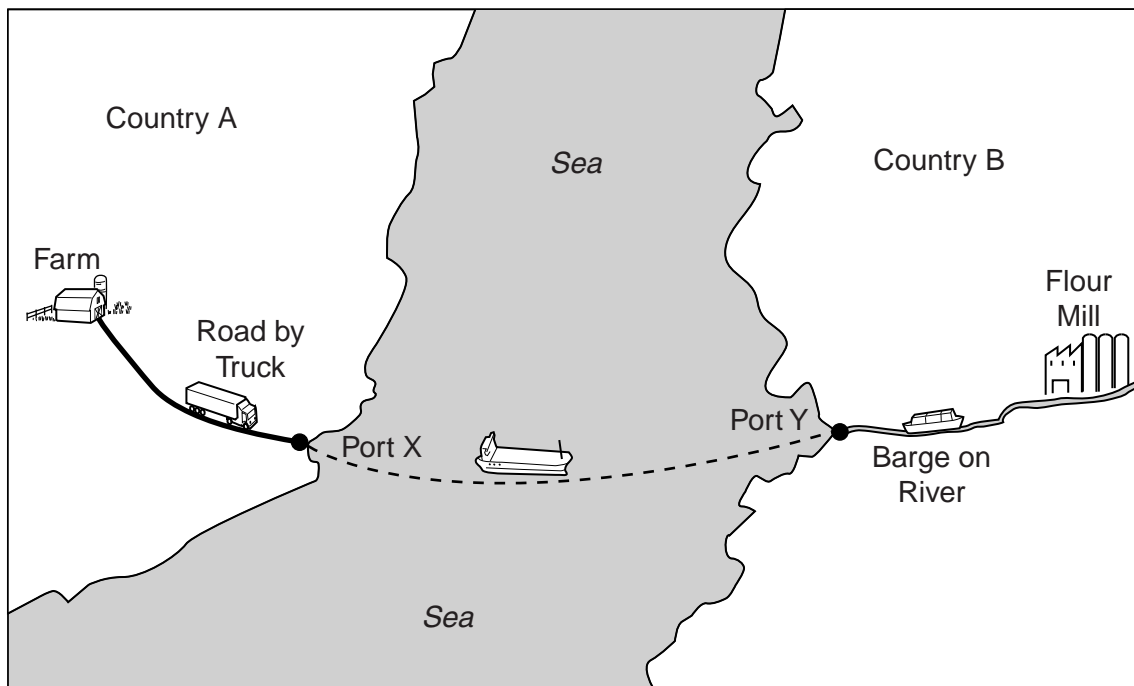 Country A
Sea
Country B
Farm
Flour
Mill
Road by
Truck
Port X
Port Y
Barge on
River
Sea